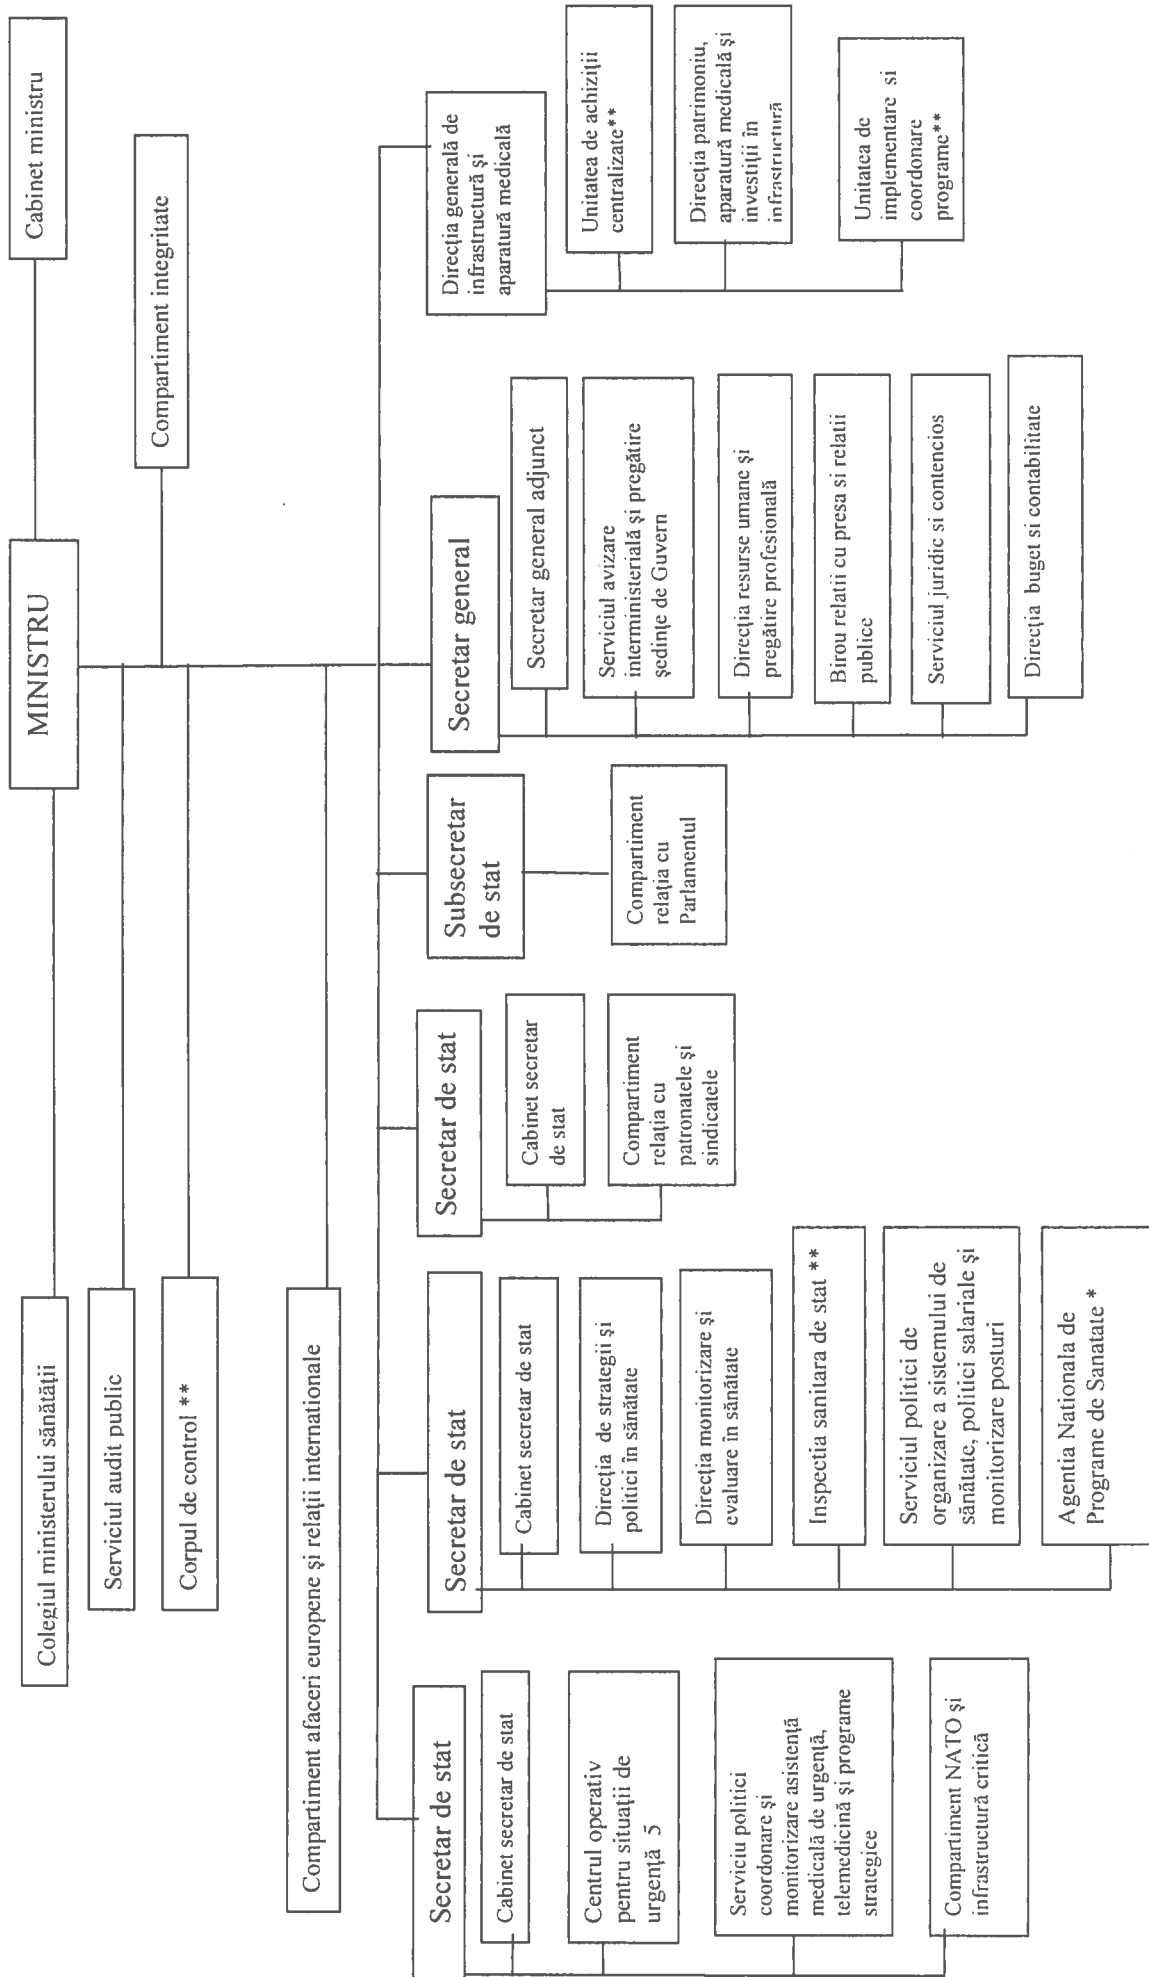 MINISTRU
Cabinet ministru
Colegiul ministerului sănătății
Serviciul audit public
Compartiment integritate
Corpul de control **
Compartiment afaceri europene și relații internationale
Secretar de stat
Cabinet secretar de stat
Centrul operativ
pentru situații de
urgență 5
Serviciu politici
coordonare și
monitorizare asistență
medicală de urgență,
telemedicină și programe
strategice
Compartiment NATO și
infrastructură critică
Secretar de stat
Cabinet secretar de stat
Direcția de strategii și
politici în sănătate
Direcția monitorizare și
evaluare în sănătate
Inspectia sanitara de stat **
Serviciul politici de
organizare a sistemului de
sănătate, politici salariale și
monitorizare posturi
Agentia Nationala de
Programe de Sanatate *
Secretar de stat
Cabinet secretar
de stat
Compartiment
relația cu
patronatele și
sindicatele
Subsecretar
de stat
Compartiment
relația cu
Parlamentul
Secretar general
Secretar general adjunct
Serviciul avizare
interministerială și pregătire
ședințe de Guvern
Direcția resurse umane și
pregătire profesională
Birou relatii cu presa si relatii
publice
Serviciul juridic si contencios
Direcția buget si contabilitate
Direcția generală de
infrastructură și
aparatură medicală
Unitatea de achiziții
centralizate**
Direcția patrimoniu,
aparatură medicală și
investiții în
infrastructură
Unitatea de
implementare si
coordonare
programe**